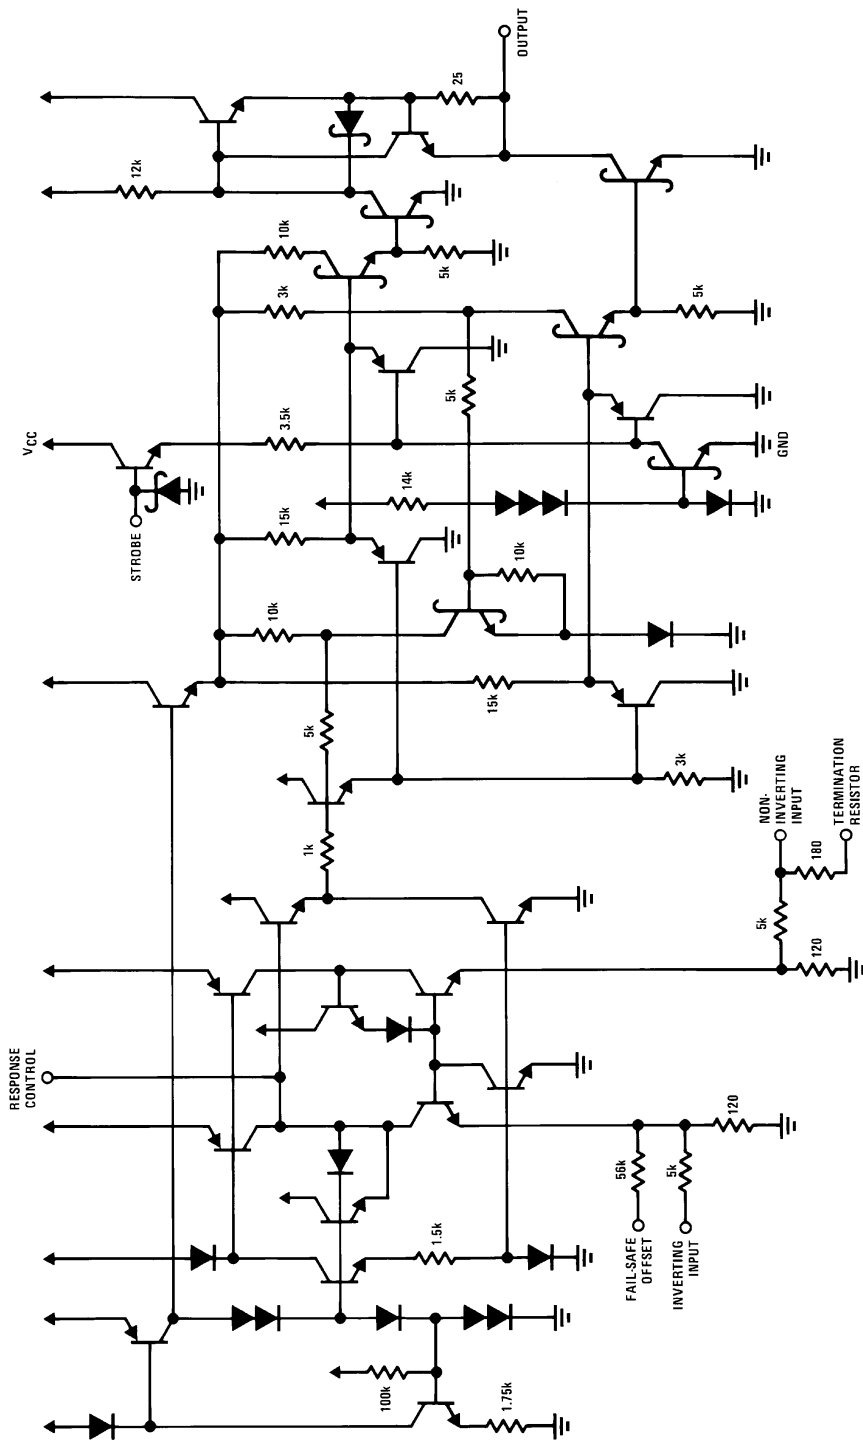 RESPONSE
CONTROL
VCC
STROBE
12k
10k
15k
3.5k
3k
10k
1k
5k
100k
14k
1.5k
5k
5k
25
1.75k
15k
10k
OUTPUT
56k
FAIL-SAFE
OFFSET
5k
INVERTING
INPUT
3k
5k
120
5k
NON-
INVERTING
INPUT
GND
120
180
TERMINATION
RESISTOR